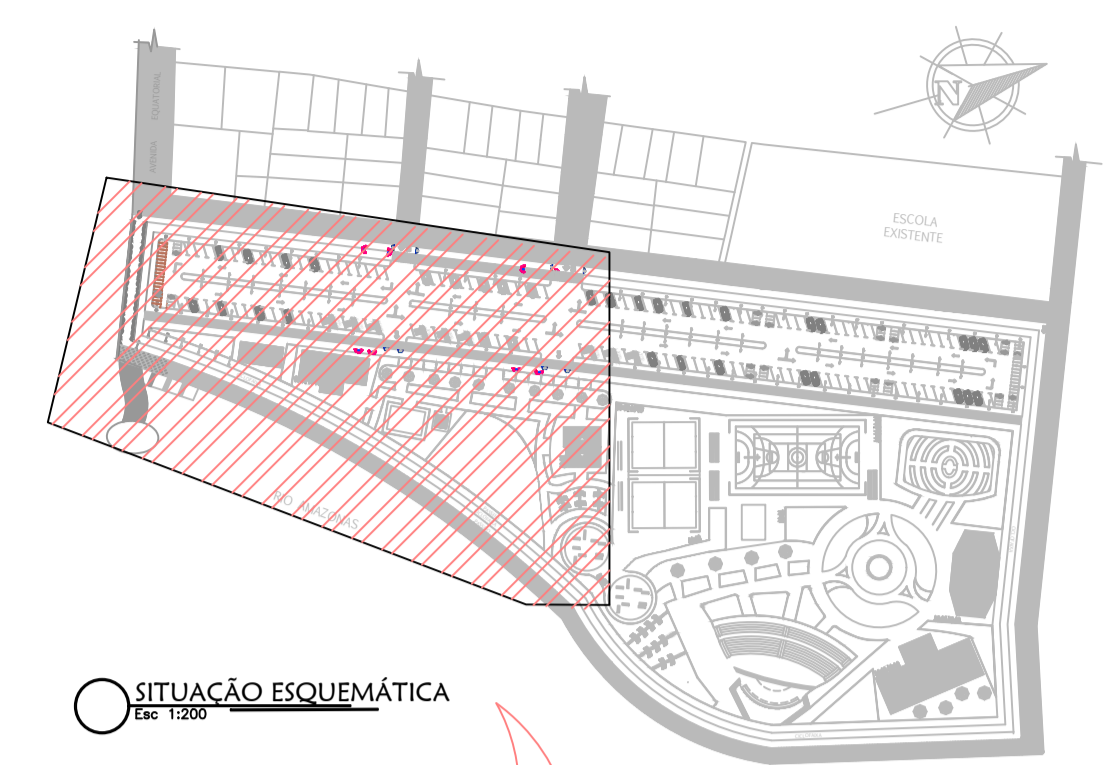 AVENIDA EQUATORIAL
N
ESCOLA
EXISTENTE
RIO AMAZONAS
SITUAÇÃO ESQUEMÁTICA
Esc 1:200